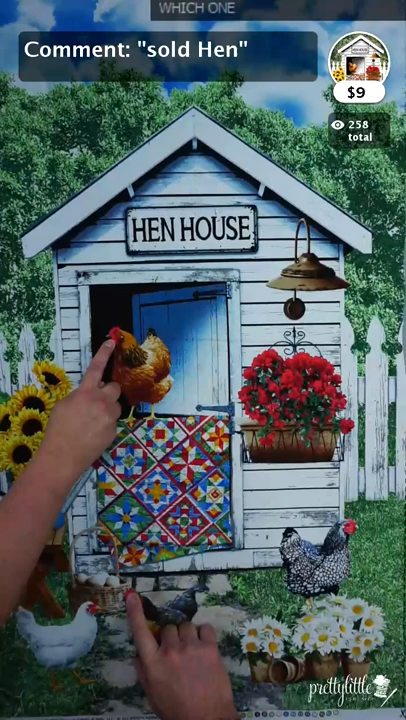 WHICH ONE
Comment: "sold Hen"
$9
258
total
HEN HOUSE
prettylittle